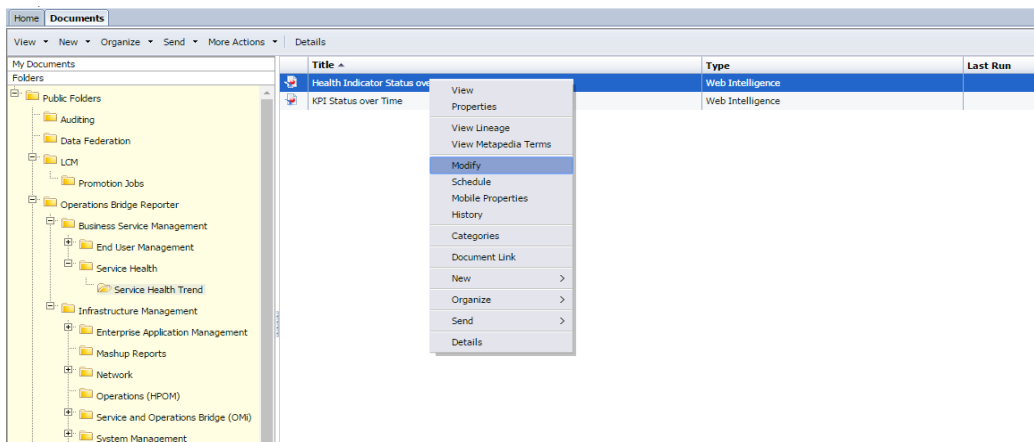 Home Documents
View New Organize Send More Actions Details
My Documents
Folders
Public Folders
Auditing
Data Federation
LCM
Promotion Jobs
Operations Bridge Reporter
Business Service Management
End User Management
Service Health
Service Health Trend
Infrastructure Management
Enterprise Application Management
Mashup Reports
Network
Operations (HPOM)
Service and Operations Bridge (OMi)
System Management
Title Type Last Run
Health Indicator Status ove Web Intelligence
KPI Status over Time Web Intelligence
View
Properties
View Lineage
View Metapedia Terms
Modify
Schedule
Mobile Properties
History
Categories
Document Link
New
Organize
Send
Details